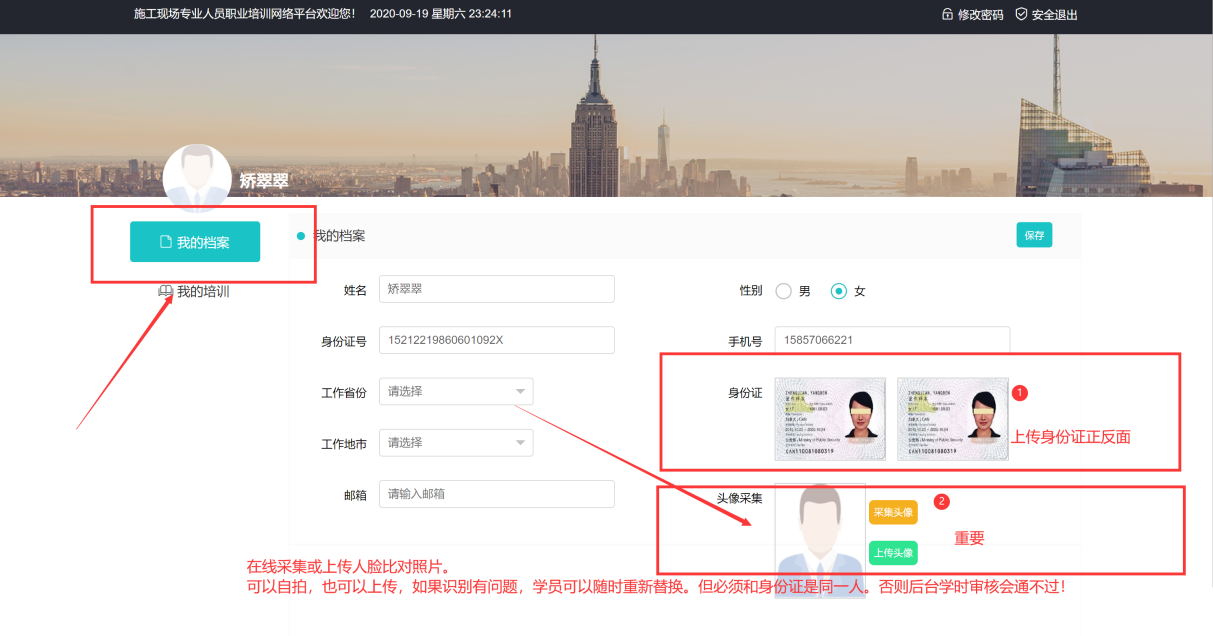 施工现场专业人员职业培训网络平台欢迎您！ 2020-09-19 星期六 23:24:11
修改密码 安全退出
矫翠翠
我的档案
我的培训
我的档案
保存
姓名 矫翠翠
性别 男 女
身份证号 15212219860601092X
手机号 15857066221
工作省份 请选择
身份证
1
上传身份证正反面
工作地市 请选择
邮箱 请输入邮箱
头像采集
采集头像
2
重要
上传头像
在线采集或上传人脸比对照片。
可以自拍，也可以上传，如果识别有问题，学员可以随时重新替换。但必须和身份证是同一人。否则后台学时审核会通不过！